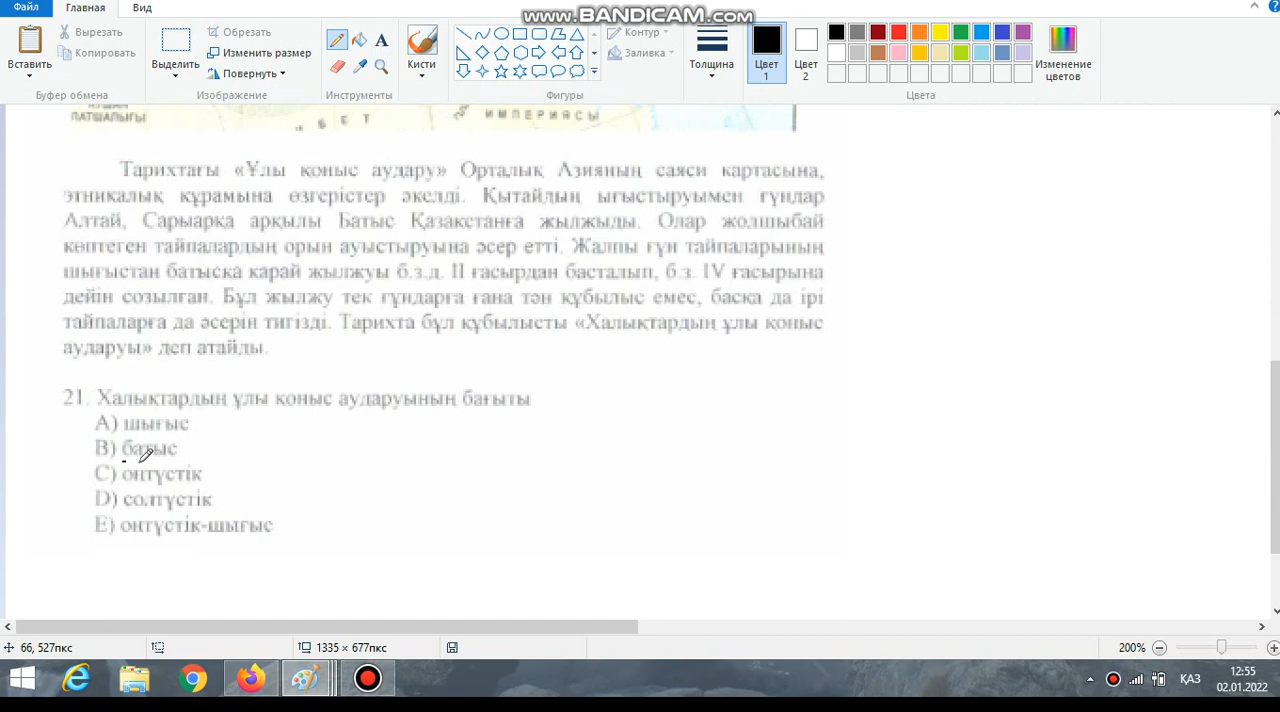 Файл Главная Вид
www.BANDICAM.com
Вставить
Вырезать
Копировать
Буфер обмена
Выделить
Обрезать
Изменить размер
Повернуть
Изображение
Инструменты
Кисти
Контур
Заливка
Фигуры
Толщина
Цвет 1
Цвет 2
Изменение цветов
Цвета
ПАТШАЛЫҒЫ
Б Е Т
ИМПЕРИЯСЫ
Тарихтағы «Ұлы қоныс аудару» Орталық Азияның саяси картасына,
этникалық құрамына өзгерістер әкелді. Қытайдың ығыстыруымен ғүндар
Алтай, Сарыарқа арқылы Батыс Қазақстанға жылжыды. Олар жолшыбай
көптеген тайпалардың орын ауыстыруына әсер етті. Жалпы ғұн тайпаларының
шығыстан батысқа қарай жылжуы б.з.д. II ғасырдан басталып, б.з. IV ғасырына
дейін созылған. Бұл жылжу тек ғұндарға ғана тән құбылыс емес, басқа да ірі
тайпаларға да әсерін тигізді. Тарихта бұл құбылысты «Халықтардың ұлы қоныс
аударуы» деп атайды.
21. Халықтардың ұлы қоныс аударуының бағыты
A) шығыс
B) батыс
C) оңтүстік
D) солтүстік
E) оңтүстік-шығыс
66, 527пкс
1335 × 677пкс
200%
ҚАЗ
12:55
02.01.2022